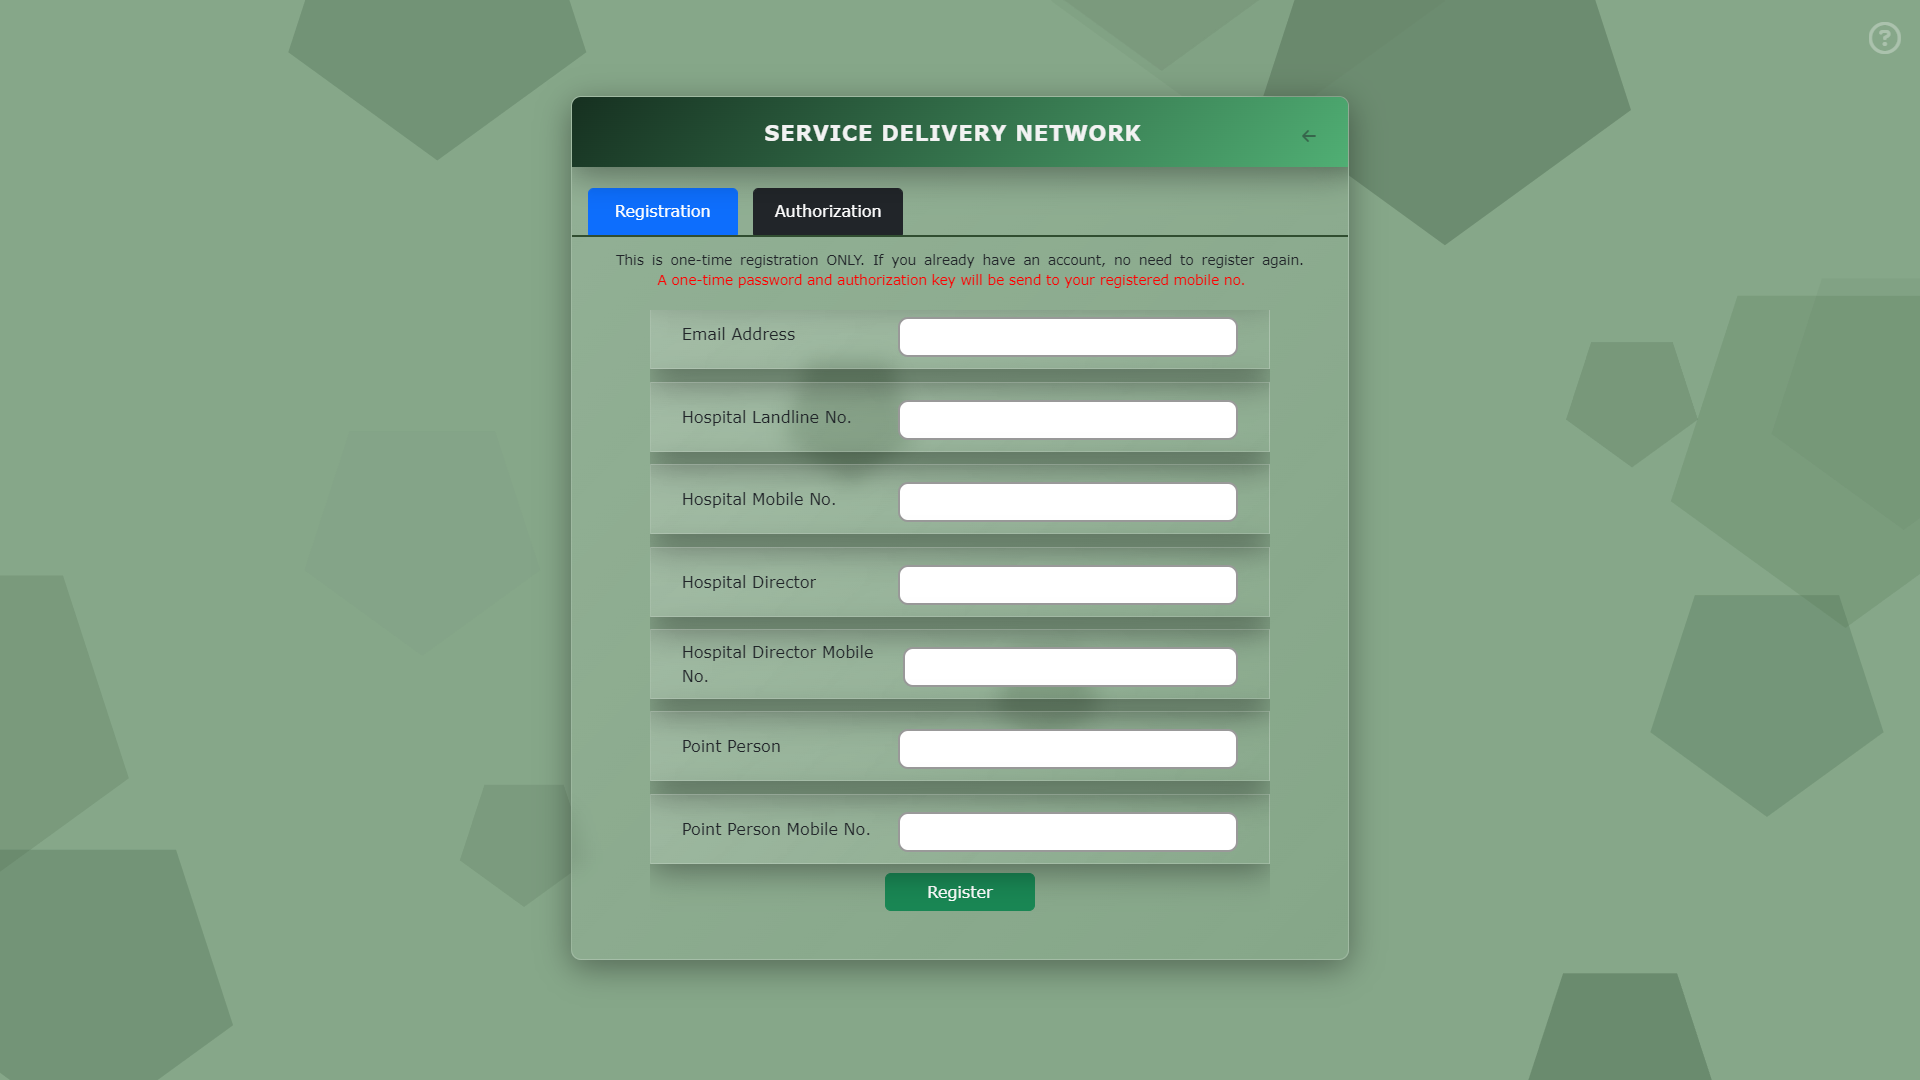 SERVICE DELIVERY NETWORK
Registration
Authorization
This is one-time registration ONLY. If you already have an account, no need to register again.
A one-time password and authorization key will be send to your registered mobile no.
Email Address
Hospital Landline No.
Hospital Mobile No.
Hospital Director
Hospital Director Mobile
No.
Point Person
Point Person Mobile No.
Register